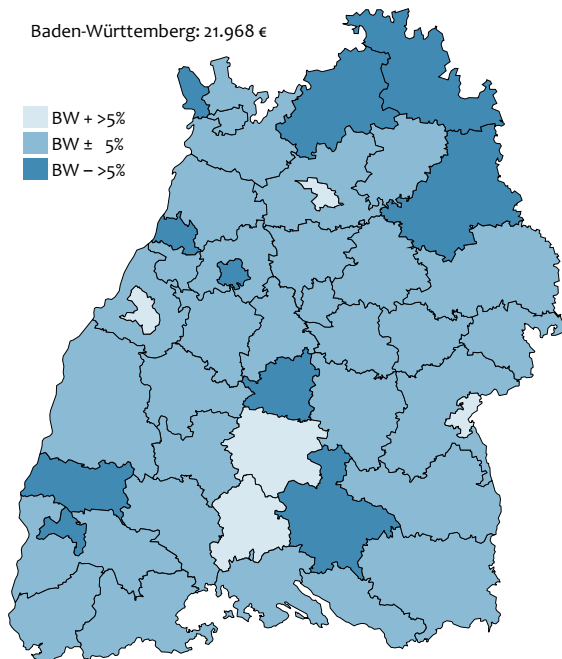 Baden-Württemberg: 21.968 €
BW + >5%
BW ± 5%
BW – >5%